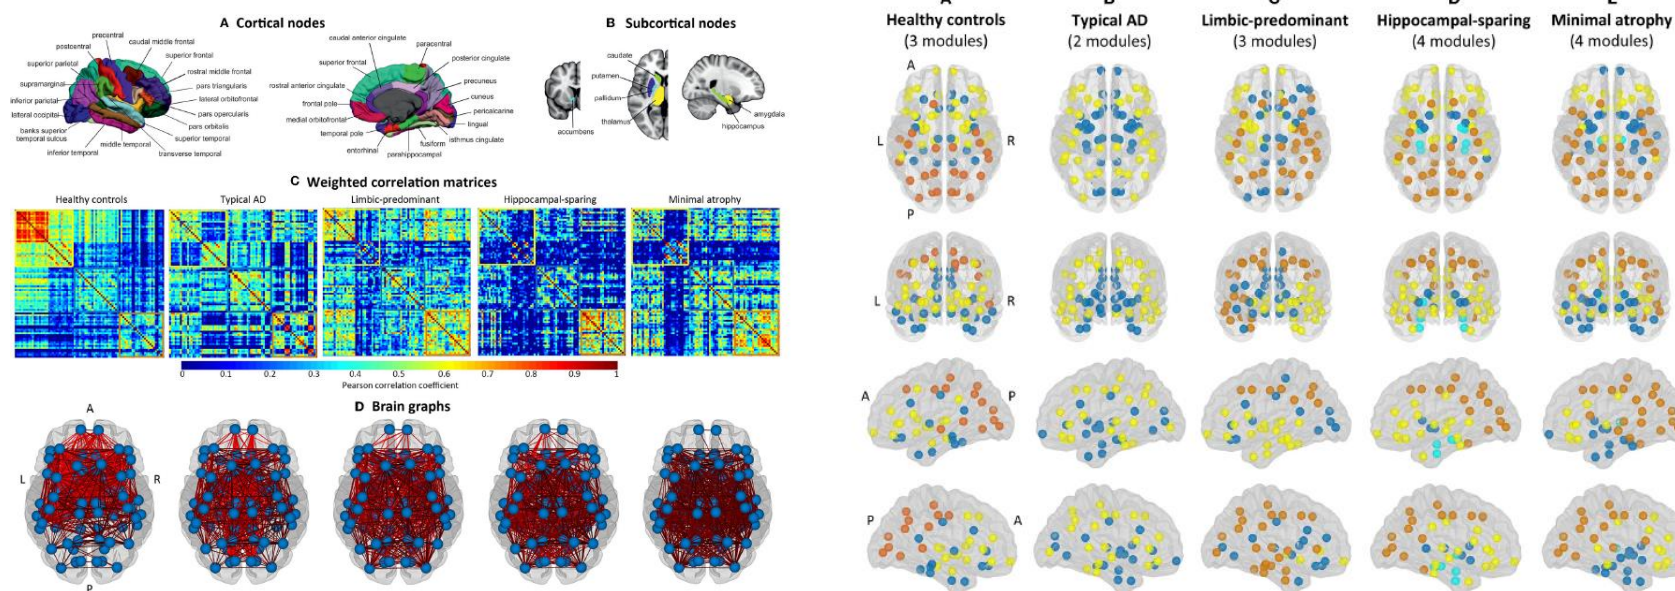 A Cortical nodes
precentral
postcentral
caudal middle frontal
superior frontal
superior parietal
rostral middle frontal
supramarginal
pars triangularis
inferior parietal
lateral orbitofrontal
lateral occipital
pars opercularis
banks superior
temporal sulcus
pars orbitalis
superior temporal
inferior temporal
middle temporal
transverse temporal
caudal anterior cingulate
paracentral
superior frontal
posterior cingulate
rostral anterior cingulate
precuneus
frontal pole
cuneus
medial orbitofrontal
pericalcarine
temporal pole
lingual
isthmus cingulate
entorhinal
fusiform
parahippocampal
B Subcortical nodes
caudate
putamen
pallidum
thalamus
accumbens
amygdala
hippocampus
C Weighted correlation matrices
Healthy controls
Typical AD
Limbic-predominant
Hippocampal-sparing
Minimal atrophy
0 0.1 0.2 0.3 0.4 0.5 0.6 0.7 0.8 0.9 1
Pearson correlation coefficient
D Brain graphs
A
L
R
P
Healthy controls
(3 modules)
Typical AD
(2 modules)
Limbic-predominant
(3 modules)
Hippocampal-sparing
(4 modules)
Minimal atrophy
(4 modules)
A
L
R
P
L
R
A
P
P
A